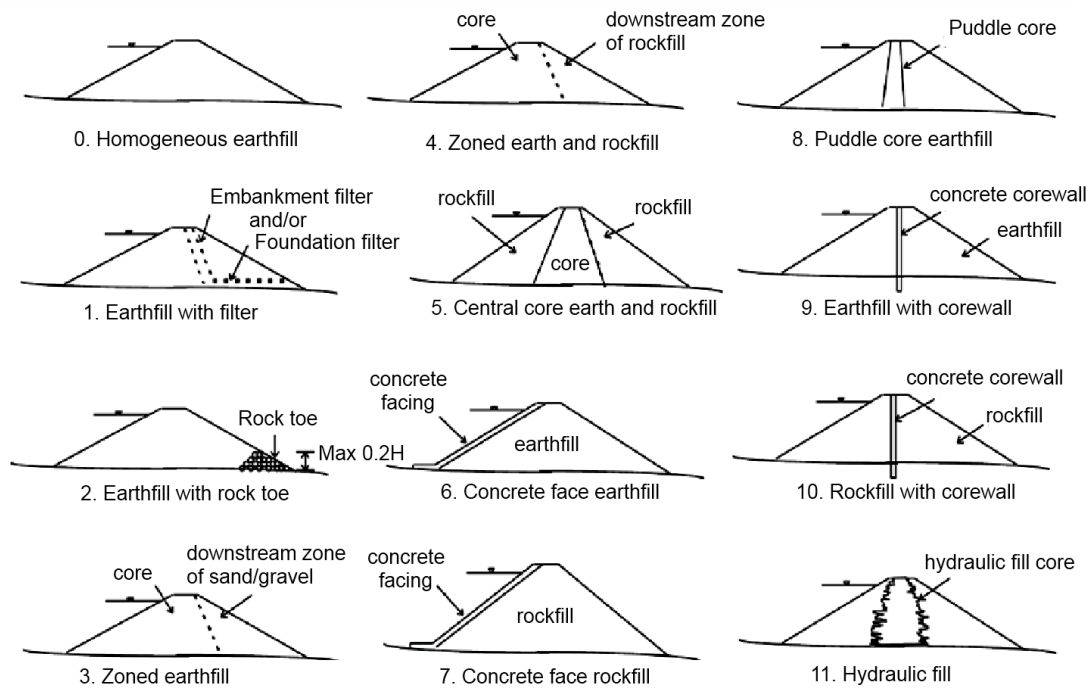 0. Homogeneous earthfill
Embankment filter
and/or
Foundation filter
1. Earthfill with filter
Rock toe
Max 0.2H
2. Earthfill with rock toe
core
downstream zone
of sand/gravel
3. Zoned earthfill
core
downstream zone
of rockfill
4. Zoned earth and rockfill
rockfill
rockfill
core
5. Central core earth and rockfill
concrete
facing
earthfill
6. Concrete face earthfill
concrete
facing
rockfill
7. Concrete face rockfill
Puddle core
8. Puddle core earthfill
concrete corewall
earthfill
9. Earthfill with corewall
concrete corewall
rockfill
10. Rockfill with corewall
hydraulic fill core
11. Hydraulic fill